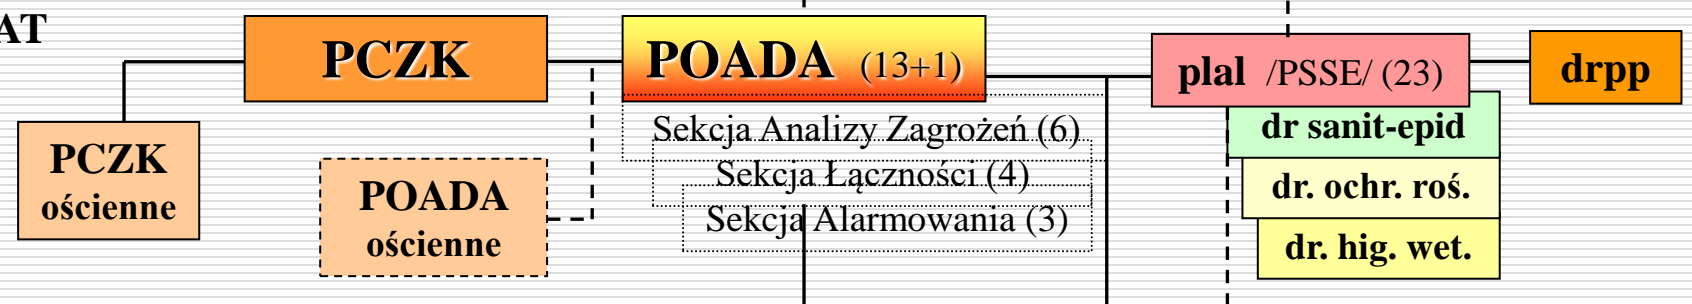 AT
PCZK
POADA (13+1)
plal /PSSE/ (23)
drpp
PCZK
ościenne
POADA
ościenne
Sekcja Analizy Zagrożeń (6)
Sekcja Łączności (4)
Sekcja Alarmowania (3)
dr sanit-epid
dr. ochr. roś.
dr. hig. wet.